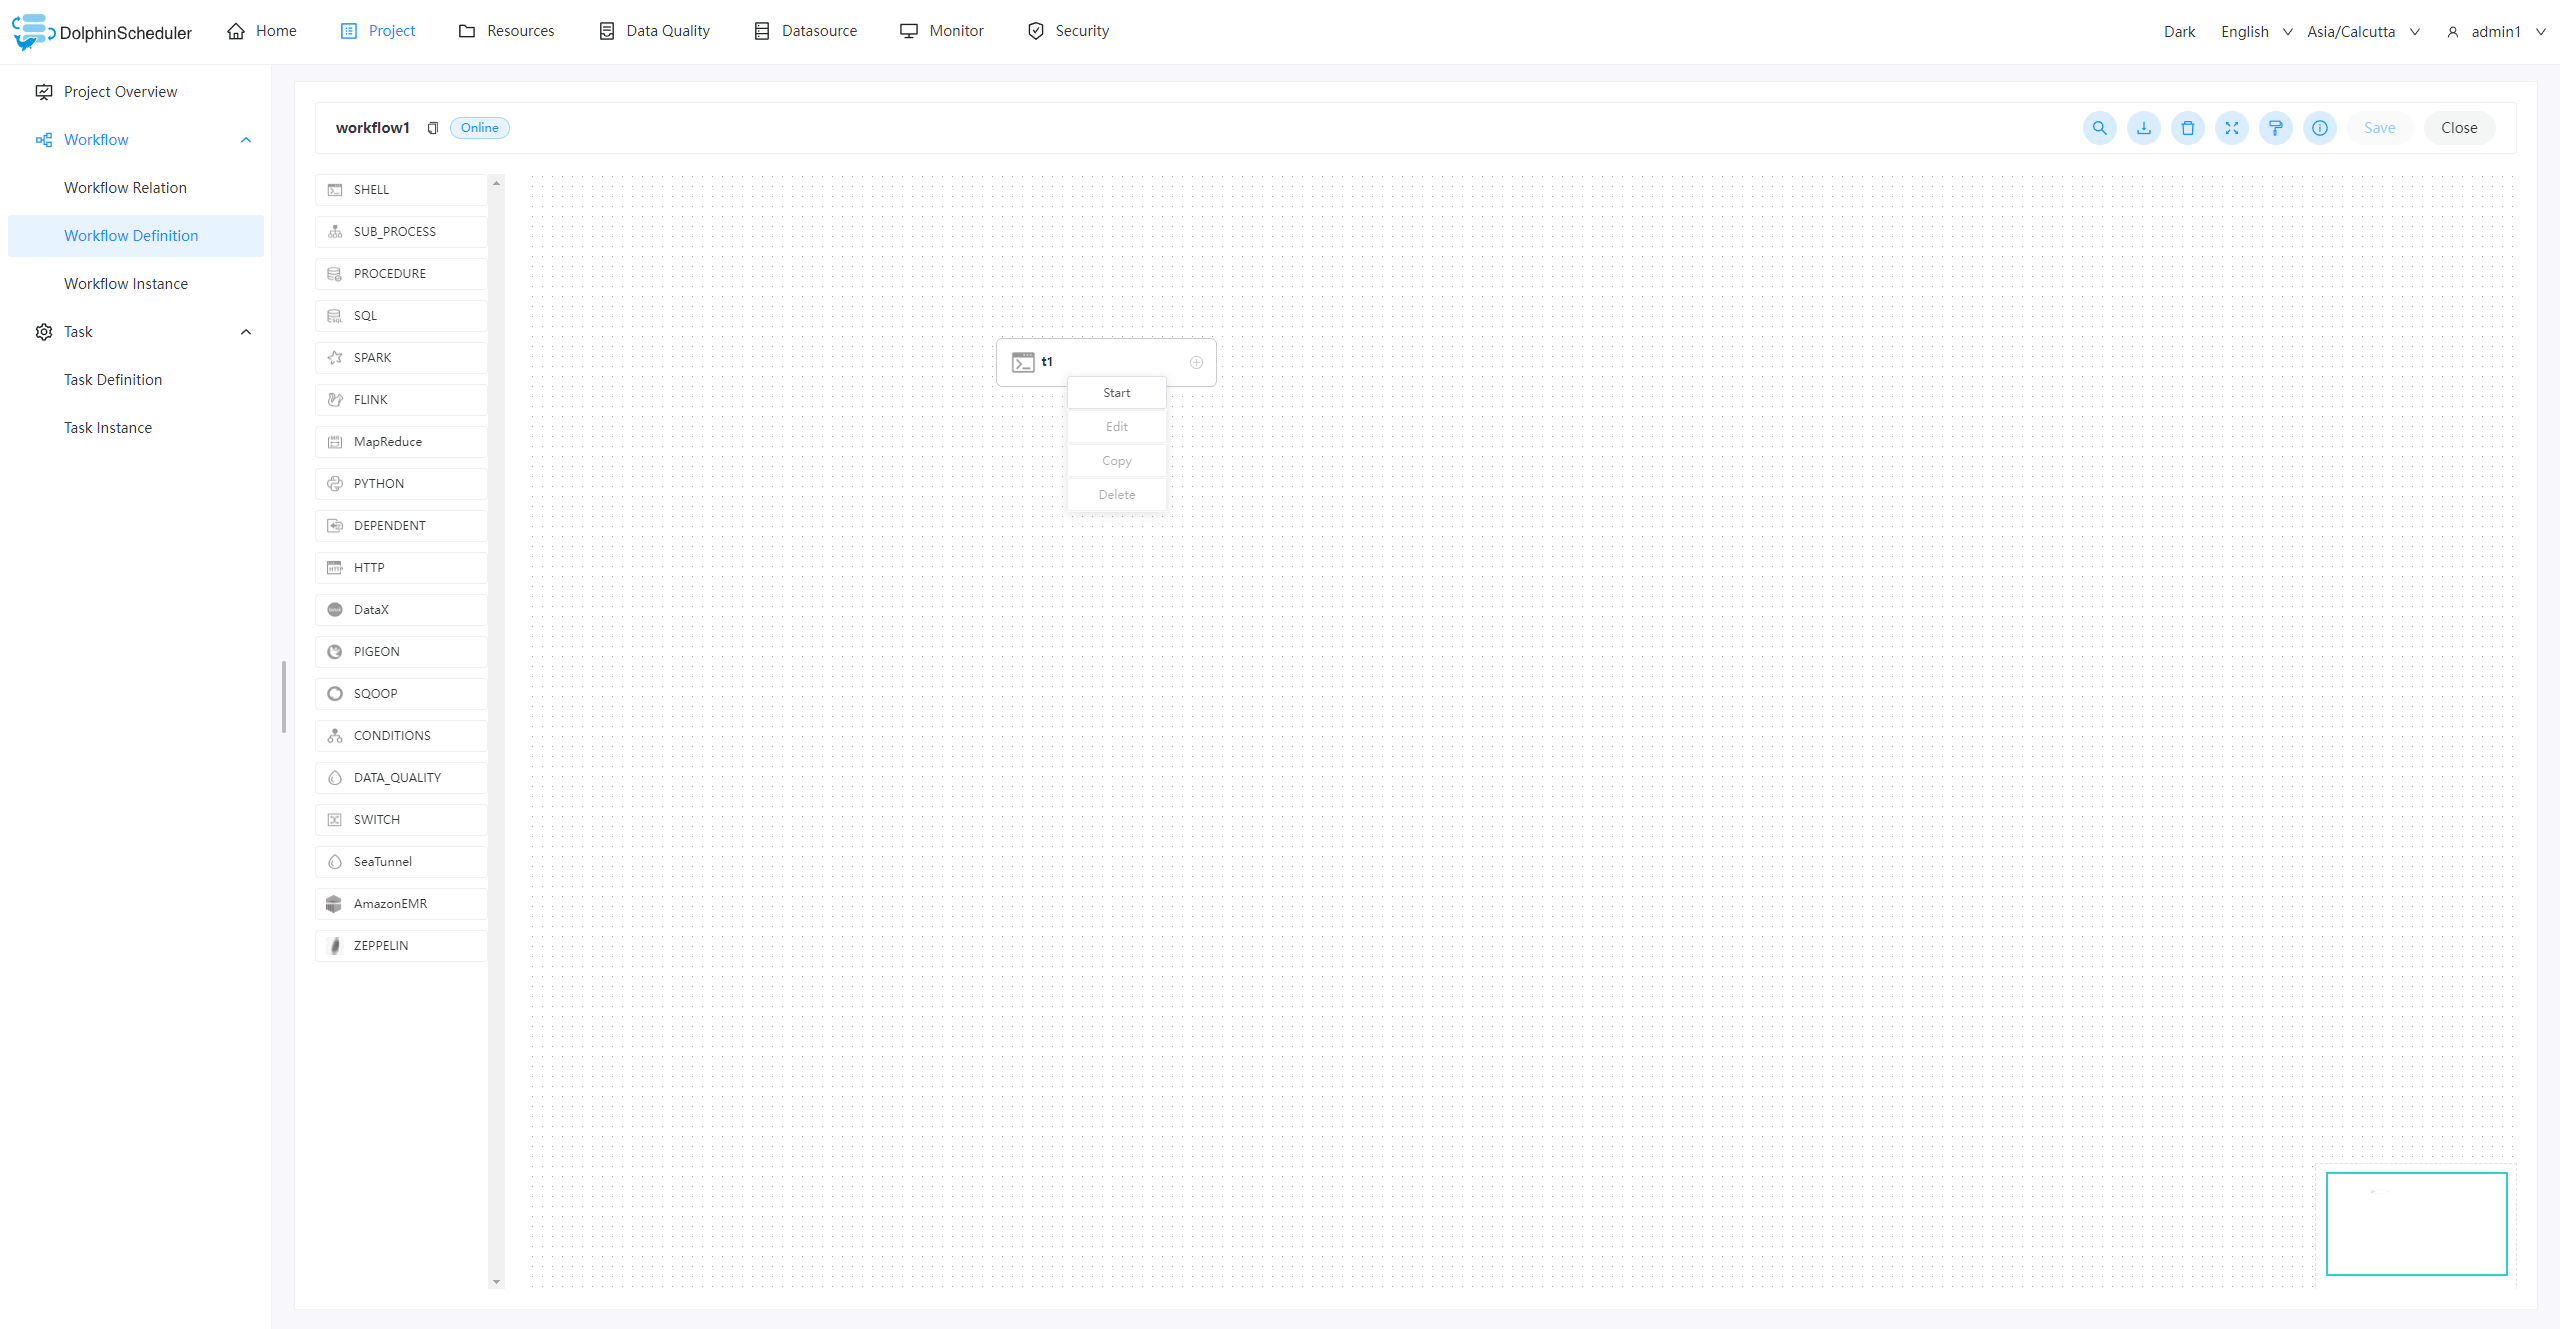 DolphinScheduler
Home
Project
Resources
Data Quality
Datasource
Monitor
Security
Dark
English
Asia/Calcutta
admin1
Project Overview
Workflow
Workflow Relation
Workflow Definition
Workflow Instance
Task
Task Definition
Task Instance
workflow1
Online
Save
Close
SHELL
SUB_PROCESS
PROCEDURE
SQL
SPARK
FLINK
MapReduce
PYTHON
DEPENDENT
HTTP
DataX
PIGEON
SQOOP
CONDITIONS
DATA_QUALITY
SWITCH
SeaTunnel
AmazonEMR
ZEPPELIN
t1
Start
Edit
Copy
Delete